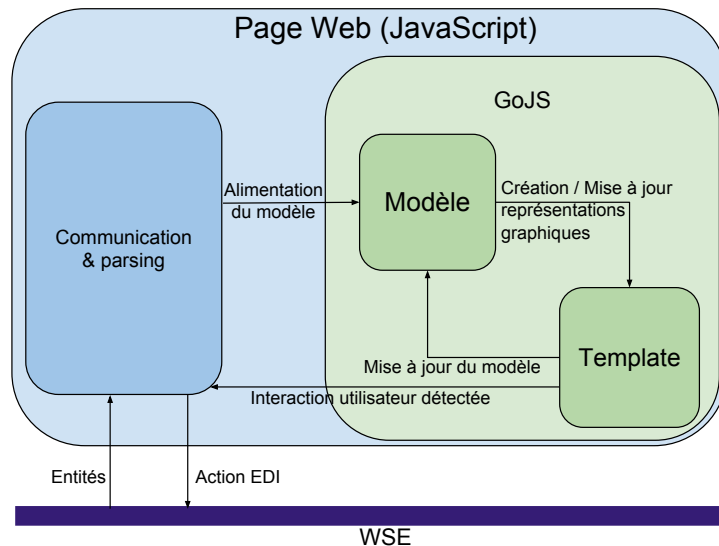 Page Web (JavaScript)
GoJS
Alimentation
du modèle
Modèle
Création / Mise à jour
représentations
graphiques
Communication
& parsing
Template
Mise à jour du modèle
Interaction utilisateur détectée
Entités
Action EDI
WSE